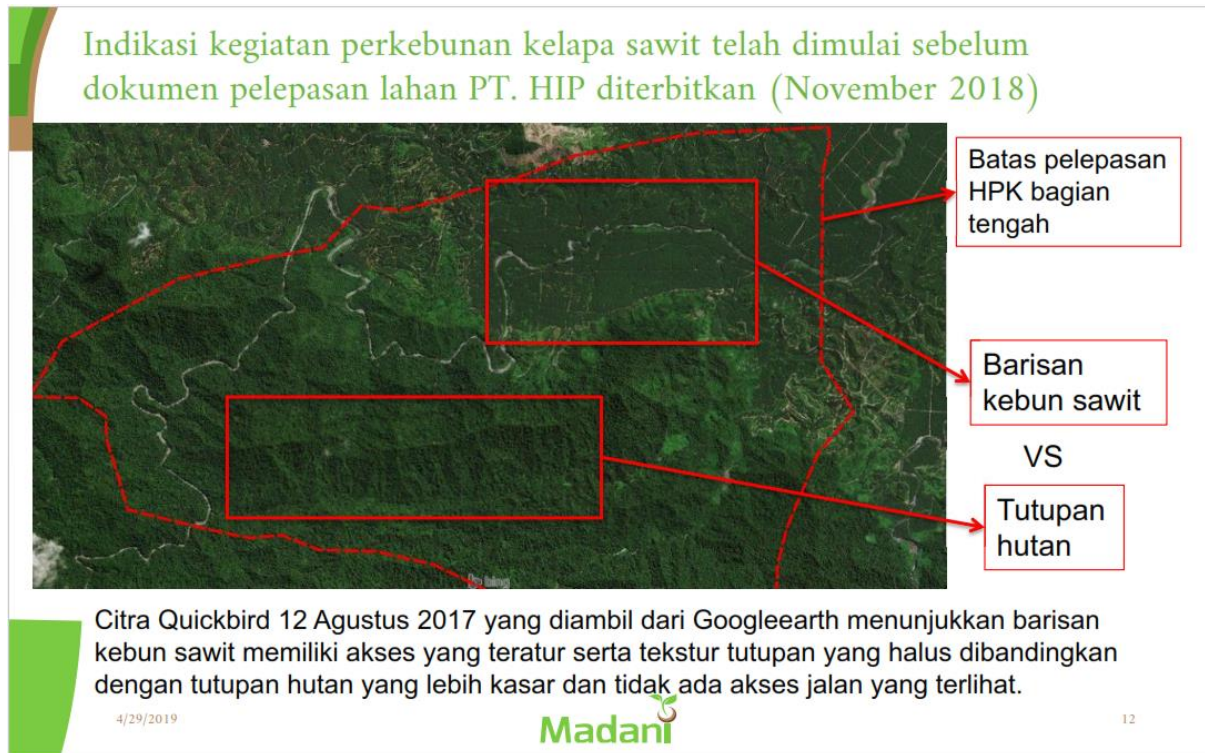 Indikasi kegiatan perkebunan kelapa sawit telah dimulai sebelum
dokumen pelepasan lahan PT. HIP diterbitkan (November 2018)
Batas pelepasan
HPK bagian
tengah
Barisan
kebun sawit
VS
Tutupan
hutan
Citra Quickbird 12 Agustus 2017 yang diambil dari Googleearth menunjukkan barisan
kebun sawit memiliki akses yang teratur serta tekstur tutupan yang halus dibandingkan
dengan tutupan hutan yang lebih kasar dan tidak ada akses jalan yang terlihat.
4/29/2019
Madani
12